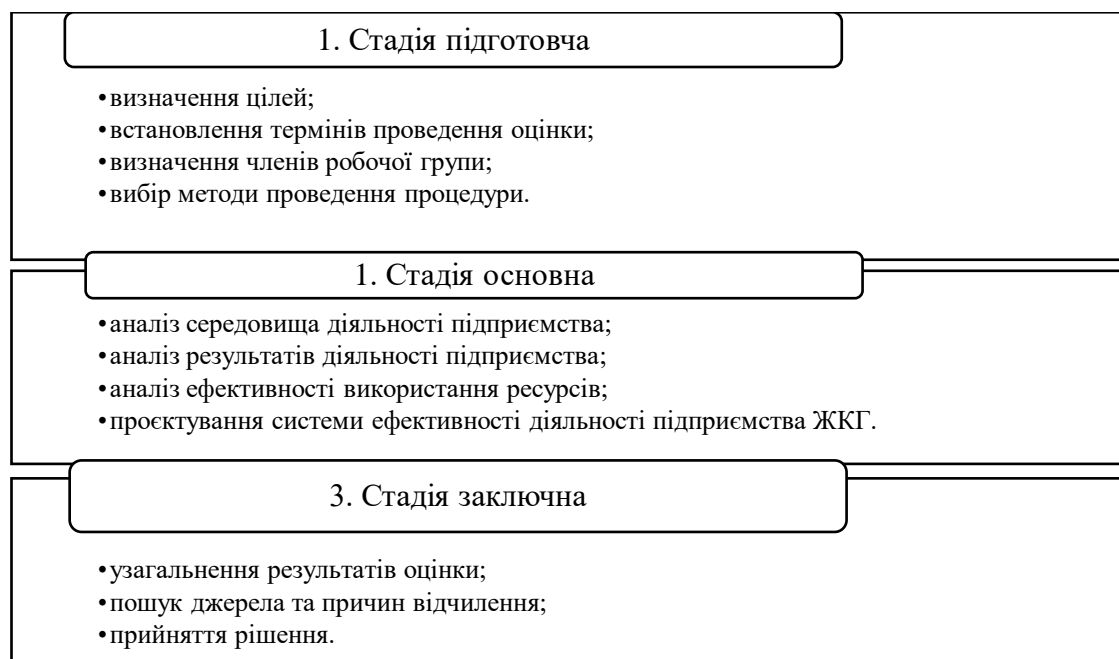 1. Стадія підготовча
•визначення цілей;
•встановлення термінів проведення оцінки;
•визначення членів робочої групи;
•вибір методи проведення процедури.
1. Стадія основна
•аналіз середовища діяльності підприємства;
•аналіз результатів діяльності підприємства;
•аналіз ефективності використання ресурсів;
•проєктування системи ефективності діяльності підприємства ЖКГ.
3. Стадія заключна
•узагальнення результатів оцінки;
•пошук джерела та причин відчилення;
•прийняття рішення.